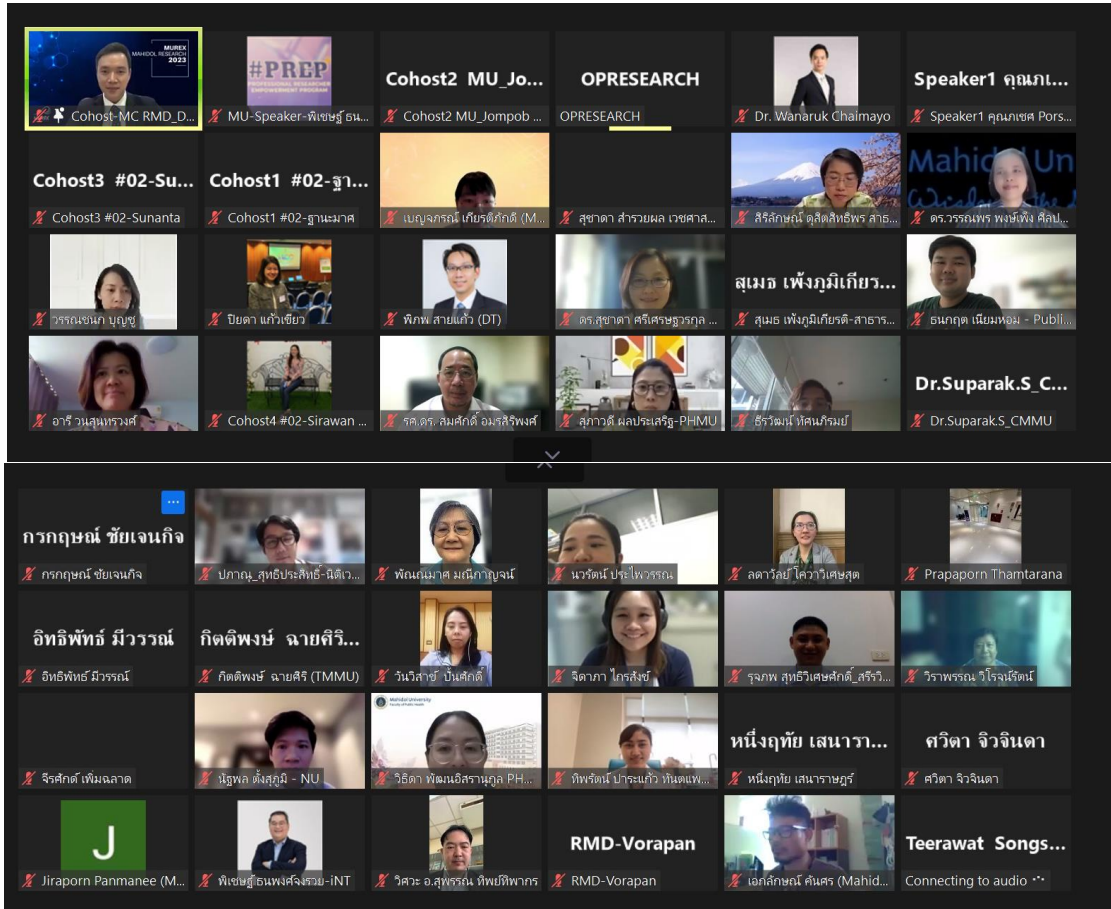 MUREX
MAHIDOL RESEARCH
2023
Cohost-MC RMD_D...
#PREP
PROFESSIONAL RESEARCHER
EMPOWERMENT PROGRAM
MU-Speaker-พิเชษฐ์ ธน...
Cohost2 MU_Jo...
Cohost2 MU_Jompob ...
OPRESEARCH
OPRESEARCH
Dr. Wanaruk Chaimayo
Speaker1 คุณภเ...
Speaker1 คุณภเชศ Pors...
Cohost3 #02-Su...
Cohost3 #02-Sunanta
Cohost1 #02-ฐา...
Cohost1 #02-ฐานะมาศ
เบญจภรณ์ เกียรติภักดี (M...
สุชาดา สำรวยผล เวชศาส...
สิริลักษณ์ ดุสิตสิทธิพร สาธ...
Mahidol Un
ดร.วรรณพร พงษ์เพ็ง ศิลป...
วรรณชนก บุญชู
ปิยดา แก้วเขียว
พิภพ สายแก้ว (DT)
ดร.สุชาดา ศรีเศรษฐวรกุล ...
สุเมธ เพ้งภูมิเกียร...
สุเมธ เพ้งภูมิเกียรติ-สาธาร...
ธนกฤต เนียมหอม - Publi...
อารี วนสุนทรวงศ์
Cohost4 #02-Sirawan ...
รศ.ดร. สมศักดิ์ อมรสิริพงศ์
สุภาวดี ผลประเสริฐ-PHMU
ธีรวัฒน์ ทัศนภิรมย์
Dr.Suparak.S_C...
Dr.Suparak.S_CMMU
กรกฤษณ์ ชัยเจนกิจ
กรกฤษณ์ ชัยเจนกิจ
ปภาณุ_สุทธิประสิทธิ์-นิติเว...
พัณณ์มาศ มณีกาญจน์
นวรัตน์ ประไพวรรณ
ลดาวัลย์ โควาวิเศษสุต
Prapaporn Thamtarana
อิทธิพัทธ์ มีวรรณ์
อิทธิพัทธ์ มีวรรณ์
กิตติพงษ์ ฉายศิริ...
กิตติพงษ์ ฉายศิริ (TMMU)
วันวิสาข์ ปั้นศักดิ์
จิดาภา ไกรสังข์
รุจภพ สุทธิวิเศษศักดิ์_สรีรวิ...
วิราพรรณ วิโรจน์รัตน์
จิรศักดิ์ เพิ่มฉลาด
นัฐพล ตั้งสุภูมิ - NU
Mahidol University
Faculty of Public Health
วิธิดา พัฒนอิสรานุกูล PH...
ทิพรัตน์ ปาระแก้ว ทันตแพ...
หนึ่งฤทัย เสนารา...
หนึ่งฤทัย เสนาราษฎร์
ศวิตา จิวจินดา
ศวิตา จิวจินดา
J
Jiraporn Panmanee (M...
พิเชษฐ์ ธนพงศ์จงรวย-iNT
วิศวะ อ.สุพรรณ ทิพย์ทิพากร
RMD-Vorapan
RMD-Vorapan
เอกลักษณ์ คันศร (Mahid...
Teerawat Songs...
Connecting to audio